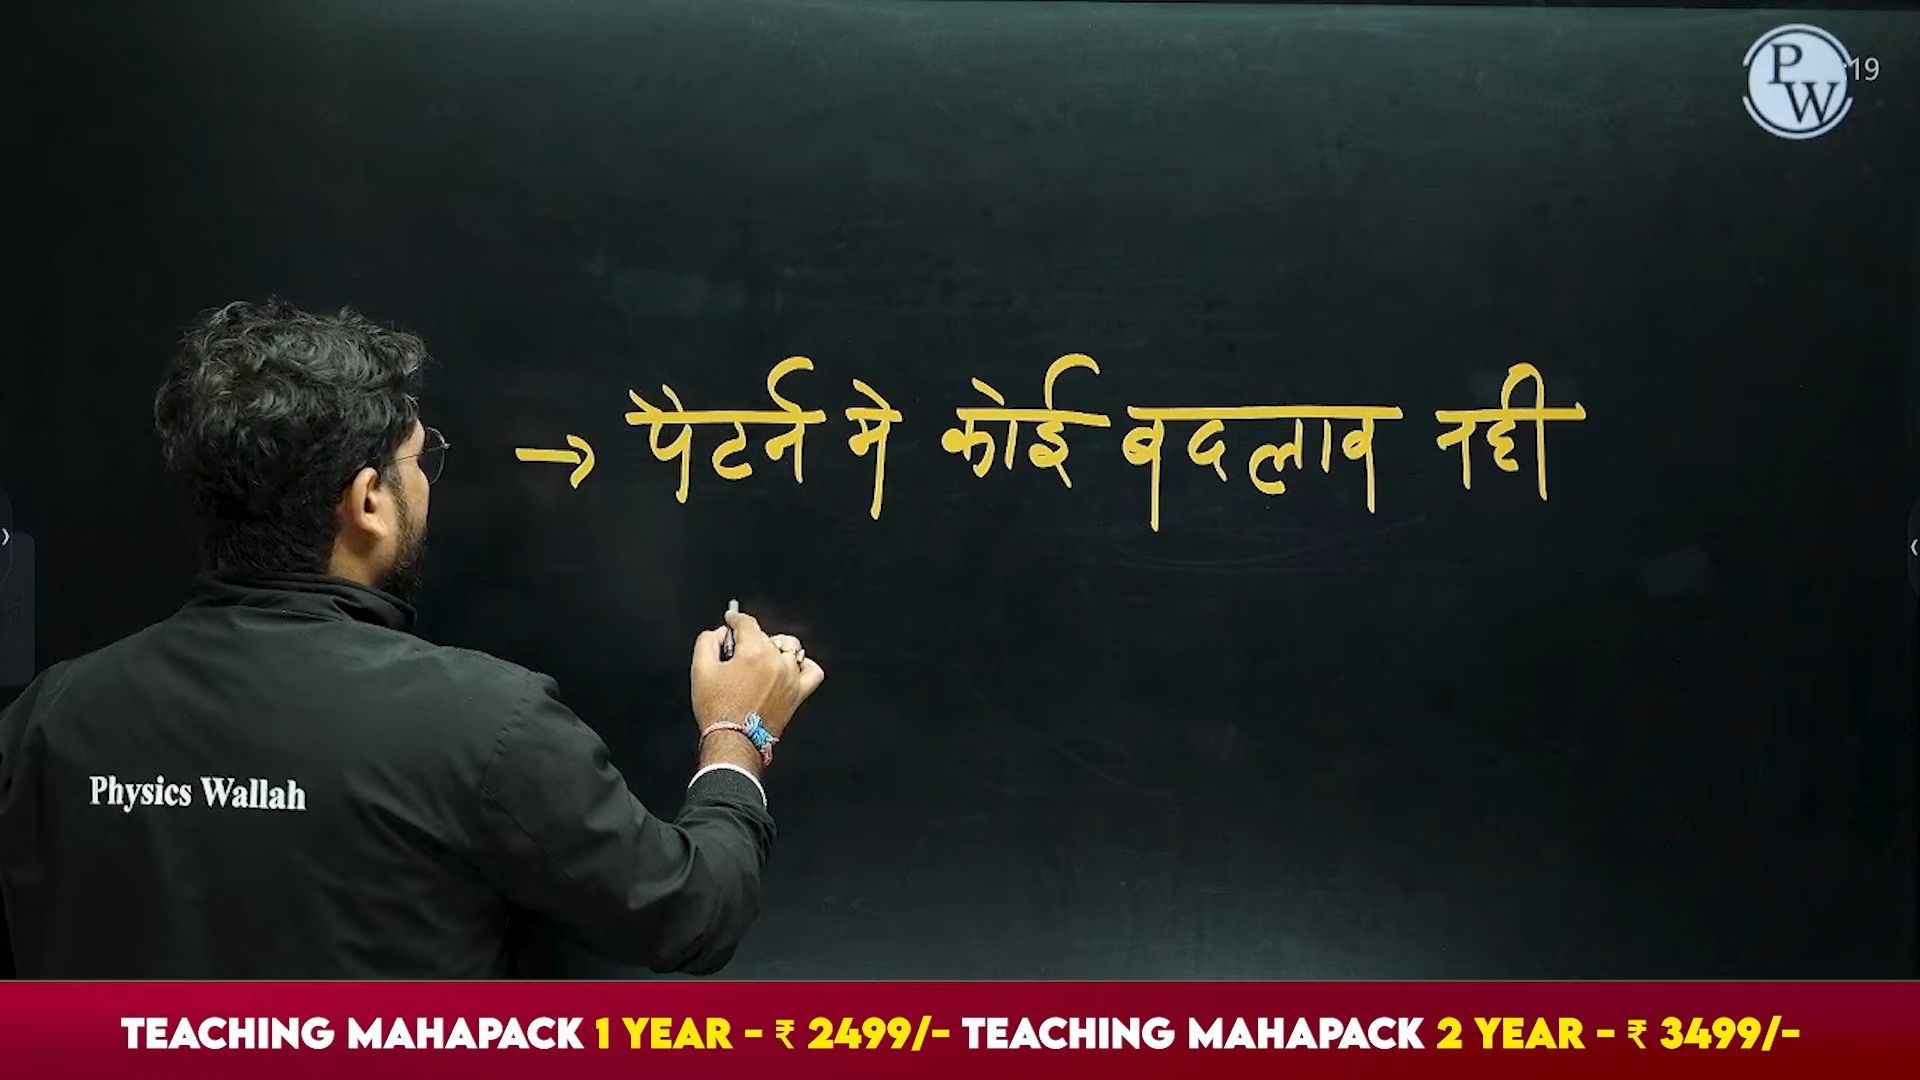 PW
19
→ पेटर्न मे कोई बदलाव नही
Physics Wallah
TEACHING MAHAPACK 1 YEAR - ₹ 2499/- TEACHING MAHAPACK 2 YEAR - ₹ 3499/-